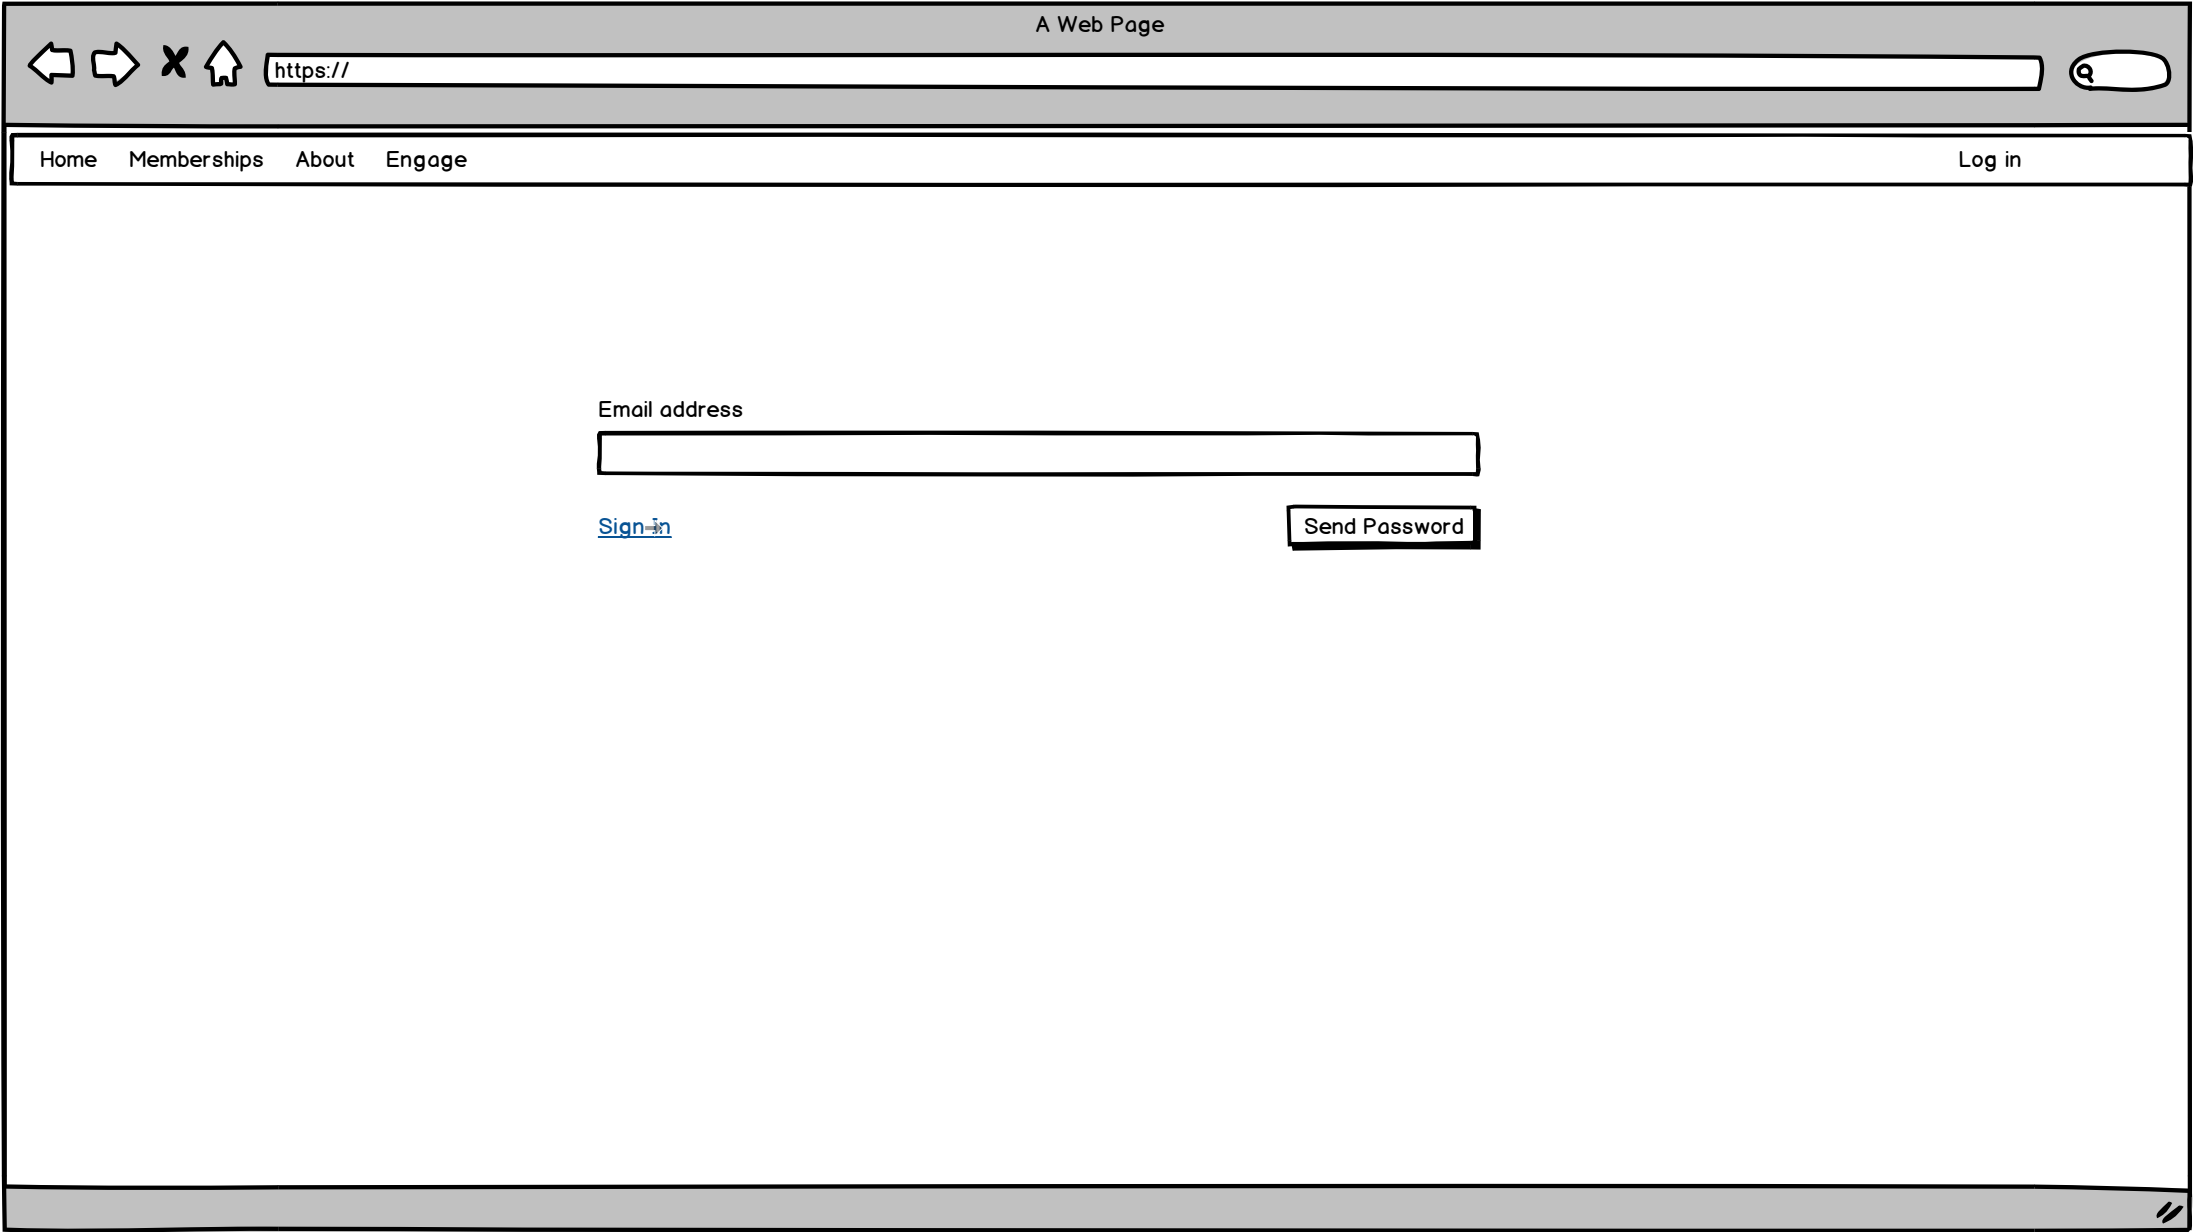 A Web Page
https://
Home Memberships About Engage Log in
Email address
Sign in Send Password